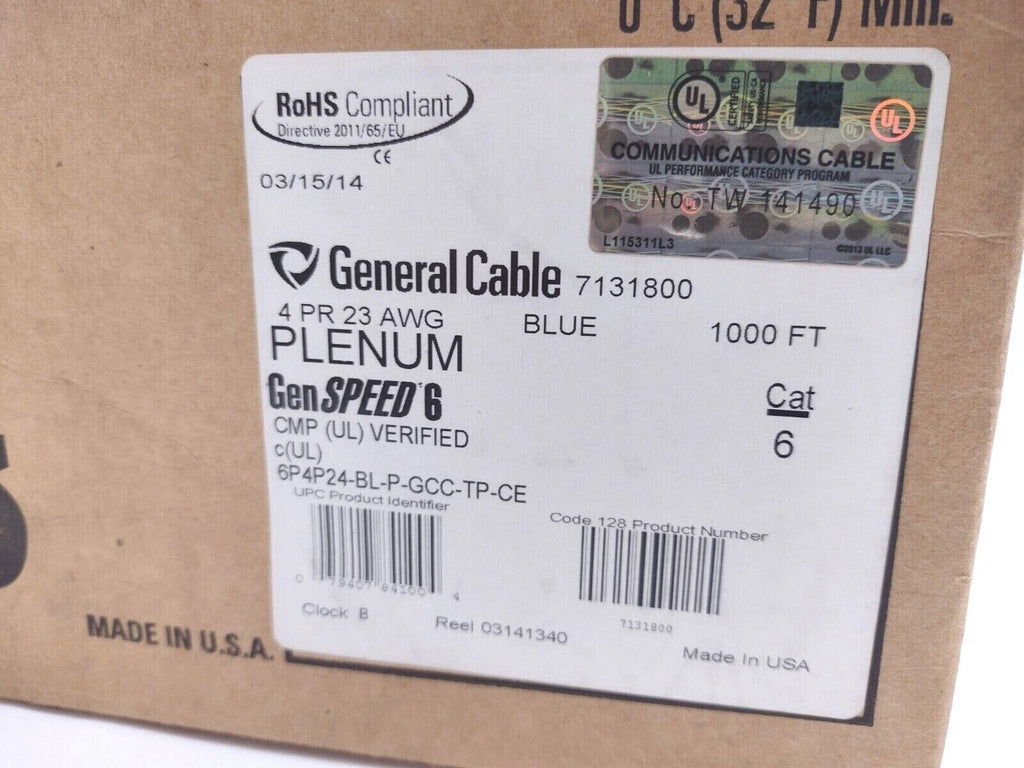 0°C (32°F) Min.
RoHS Compliant
Directive 2011/65/EU
CE
03/15/14
UL
CERTIFIED
UL
COMMUNICATIONS CABLE
UL PERFORMANCE CATEGORY PROGRAM
No. TW 141490
L115311L3
©2013 UL LLC
General Cable 7131800
4 PR 23 AWG BLUE 1000 FT
PLENUM
GenSPEED 6
Cat
6
CMP (UL) VERIFIED
c(UL)
6P4P24-BL-P-GCC-TP-CE
UPC Product Identifier
Code 128 Product Number
0 79407 84100 4
7131800
Clock B
Reel 03141340
Made In USA
MADE IN U.S.A.